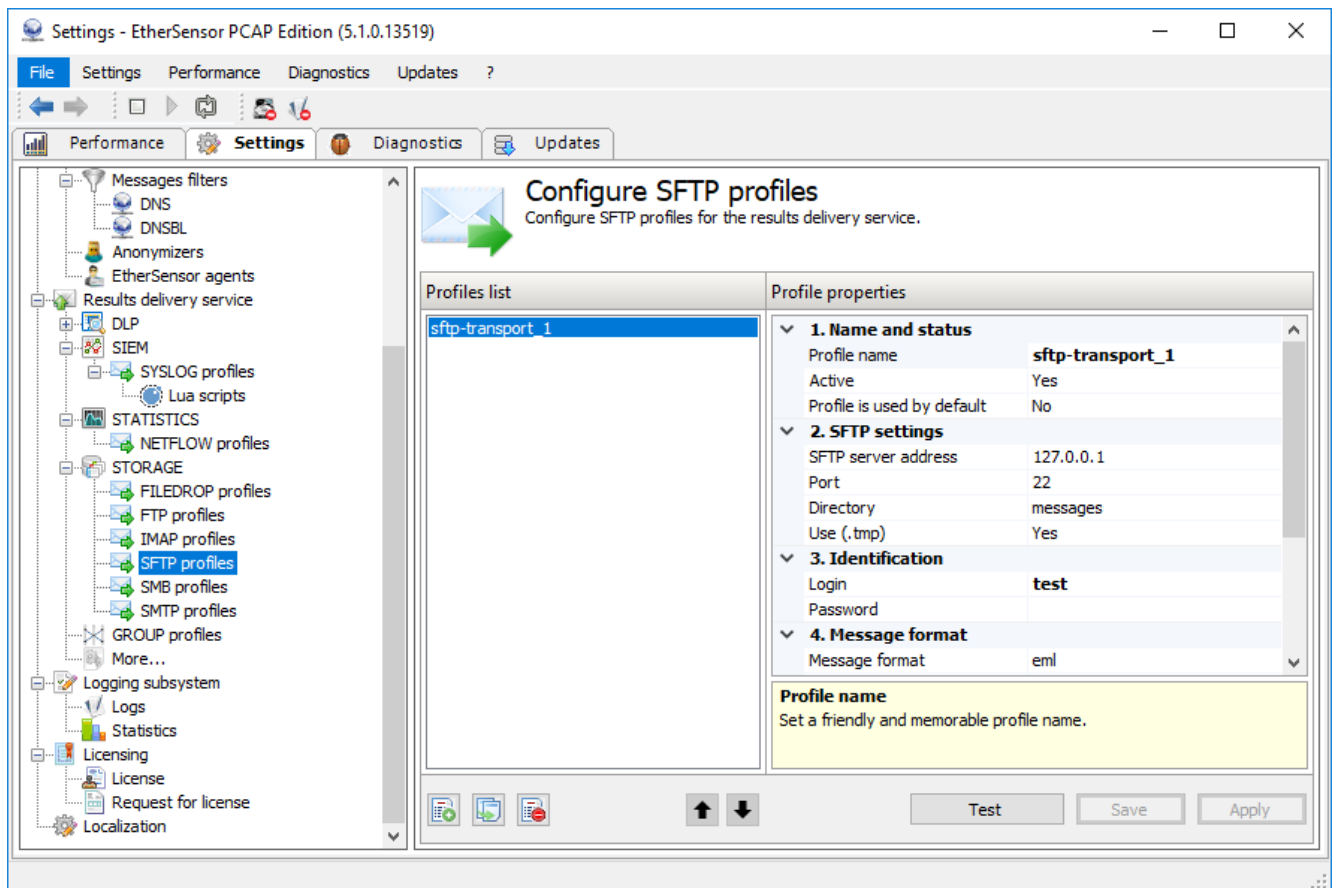 Settings - EtherSensor PCAP Edition (5.1.0.13519)
File Settings Performance Diagnostics Updates ?
Performance Settings Diagnostics Updates
Messages filters
DNS
DNSBL
Anonymizers
EtherSensor agents
Results delivery service
DLP
SIEM
SYSLOG profiles
Lua scripts
STATISTICS
NETFLOW profiles
STORAGE
FILEDROP profiles
FTP profiles
IMAP profiles
SFTP profiles
SMB profiles
SMTP profiles
GROUP profiles
More...
Logging subsystem
Logs
Statistics
Licensing
License
Request for license
Localization
Configure SFTP profiles
Configure SFTP profiles for the results delivery service.
Profiles list
sftp-transport_1
Profile properties
1. Name and status
Profile name sftp-transport_1
Active Yes
Profile is used by default No
2. SFTP settings
SFTP server address 127.0.0.1
Port 22
Directory messages
Use (.tmp) Yes
3. Identification
Login test
Password
4. Message format
Message format eml
Profile name
Set a friendly and memorable profile name.
Test Save Apply